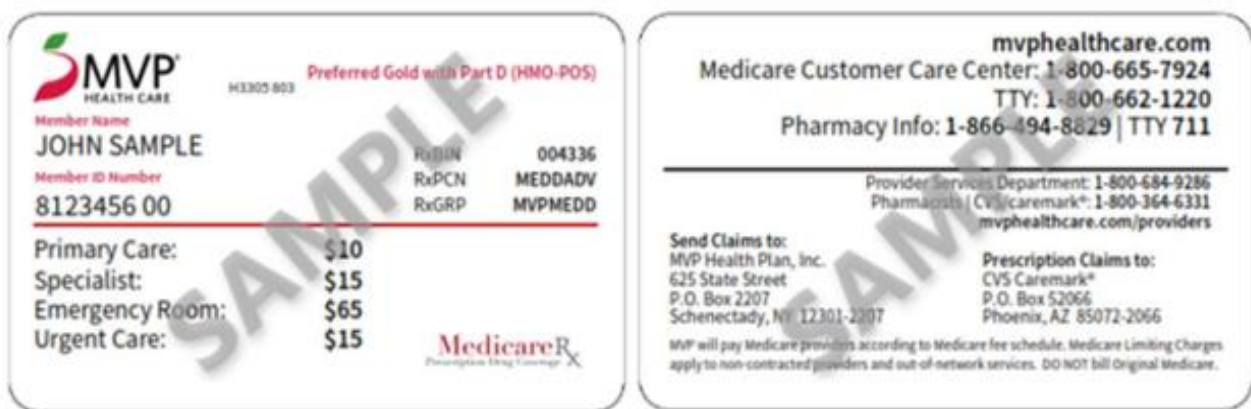 MVP
HEALTH CARE
H3305 803
Preferred Gold with Part D (HMO-POS)
Member Name
JOHN SAMPLE
Member ID Number
8123456 00
RxBIN 004336
RxPCN MEDDADV
RxGRP MVPMEDD
Primary Care: $10
Specialist: $15
Emergency Room: $65
Urgent Care: $15
MedicareRx
Prescription Drug Coverage
SAMPLE
mvphealthcare.com
Medicare Customer Care Center: 1-800-665-7924
TTY: 1-800-662-1220
Pharmacy Info: 1-866-494-8829 | TTY 711
Provider Services Department: 1-800-684-9286
Pharmacists | CVS/caremark®: 1-800-364-6331
mvphealthcare.com/providers
Send Claims to:
MVP Health Plan, Inc.
625 State Street
P.O. Box 2207
Schenectady, NY 12301-2207
Prescription Claims to:
CVS Caremark®
P.O. Box 52066
Phoenix, AZ 85072-2066
MVP will pay Medicare providers according to Medicare fee schedule. Medicare Limiting Charges
apply to non-contracted providers and out-of-network services. DO NOT bill Original Medicare.
SAMPLE